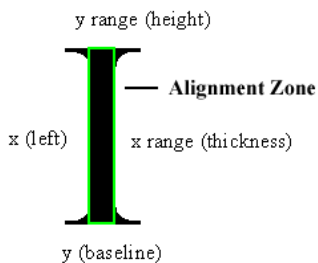 y range (height)
Alignment Zone
x (left)
x range (thickness)
y (baseline)